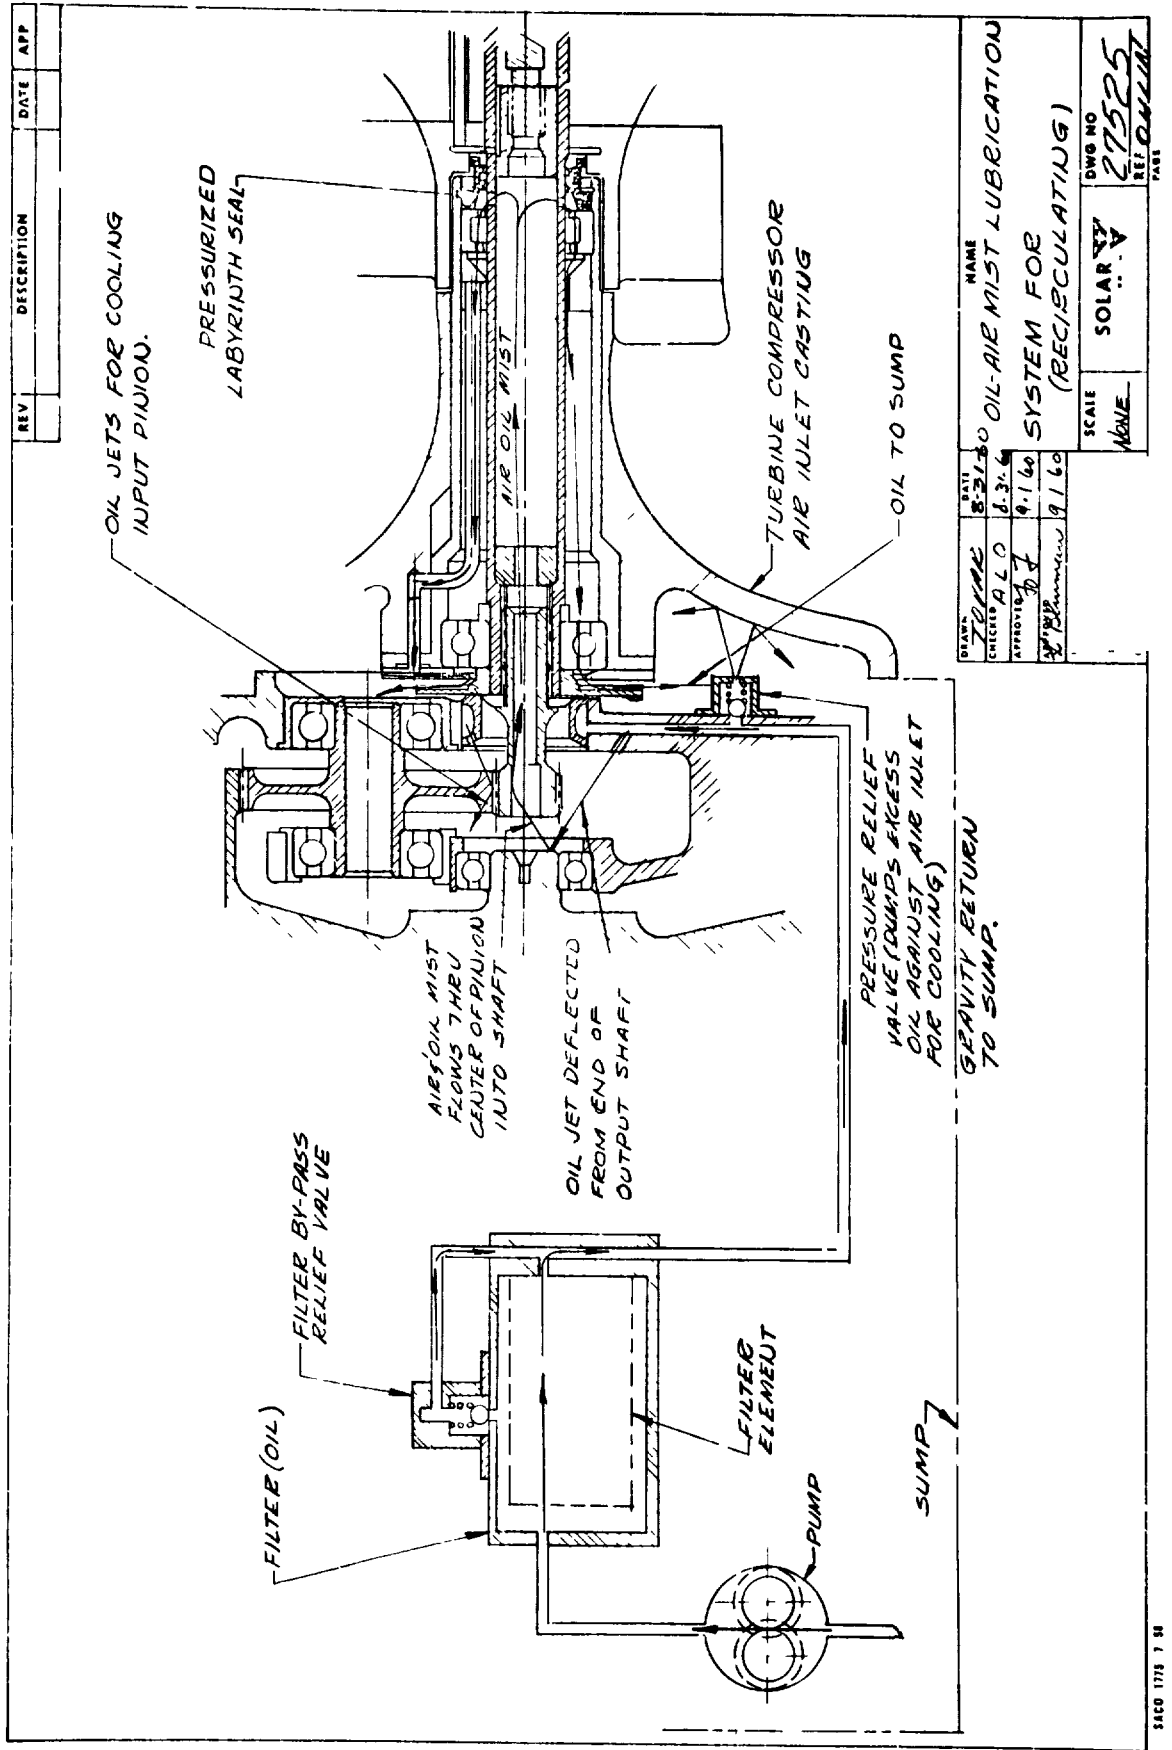 REV
DESCRIPTION
DATE
APP
OIL JETS FOR COOLING
INPUT PINION.
PRESSURIZED
LABYRINTH SEAL
AIR OIL MIST
TURBINE COMPRESSOR
AIR INLET CASTING
OIL TO SUMP
FILTER BY-PASS
RELIEF VALVE
FILTER (OIL)
AIR & OIL MIST
FLOWS THRU
CENTER OF PINION
INTO SHAFT
OIL JET DEFLECTED
FROM END OF
OUTPUT SHAFT
PRESSURE RELIEF
VALVE (DUMPS EXCESS
OIL AGAINST AIR INLET
FOR COOLING)
GRAVITY RETURN
TO SUMP.
FILTER
ELEMENT
PUMP
SUMP
DRAWN
DATE
8-31-60
CHECKED
ALO
APPROVED
9.1.60
9 1 60
NAME
OIL-AIR MIST LUBRICATION
SYSTEM FOR
(RECISCULATING)
SCALE
NONE
SOLAR
DWG NO
27525
REF
PAGE
SACO 1775 7 58